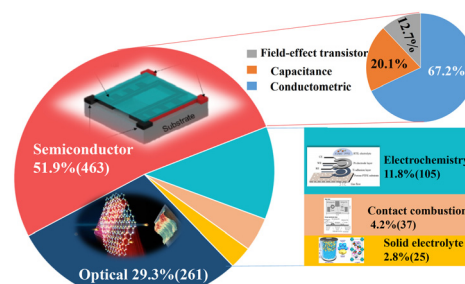 12.7%
Field-effect transistor
20.1%
Capacitance
67.2%
Conductometric
Substrate
Semiconductor
51.9%(463)
Electrochemistry
11.8%(105)
Contact combustion
4.2%(37)
Solid electrolyte
2.8%(25)
Optical 29.3%(261)